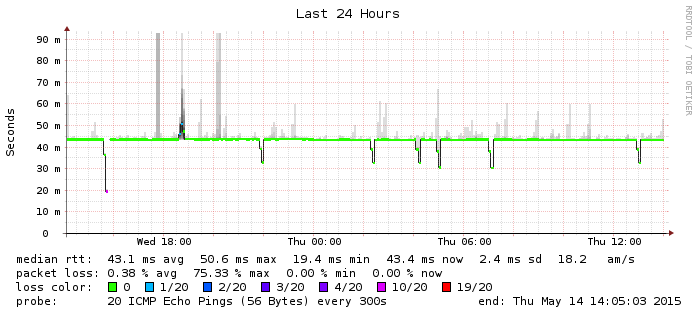 Last 24 Hours
RRDTOOL / TOBI OETIKER
Seconds
90 m
80 m
70 m
60 m
50 m
40 m
30 m
20 m
10 m
0
Wed 18:00 Thu 00:00 Thu 06:00 Thu 12:00
median rtt: 43.1 ms avg 50.6 ms max 19.4 ms min 43.4 ms now 2.4 ms sd 18.2 am/s
packet loss: 0.38 % avg 75.33 % max 0.00 % min 0.00 % now
loss color: 0 1/20 2/20 3/20 4/20 10/20 19/20
probe: 20 ICMP Echo Pings (56 Bytes) every 300s end: Thu May 14 14:05:03 2015